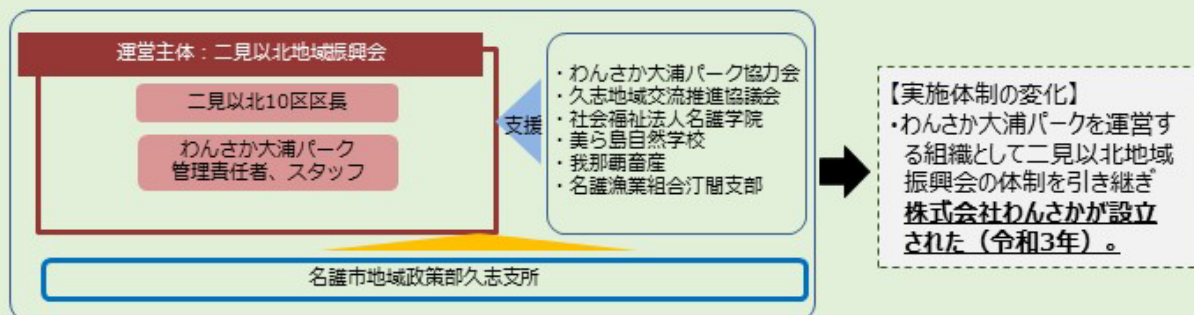 運営主体：二見以北地域振興会
二見以北10区区長
わんさか大浦パーク
管理責任者、スタッフ
支援
・わんさか大浦パーク協力会
・久志地域交流推進協議会
・社会福祉法人名護学院
・美ら島自然学校
・我那覇畜産
・名護漁業組合汀間支部
名護市地域政策部久志支所
【実施体制の変化】
・わんさか大浦パークを運営す
る組織として二見以北地域
振興会の体制を引き継ぎ
株式会社わんさかが設立
された（令和3年）。